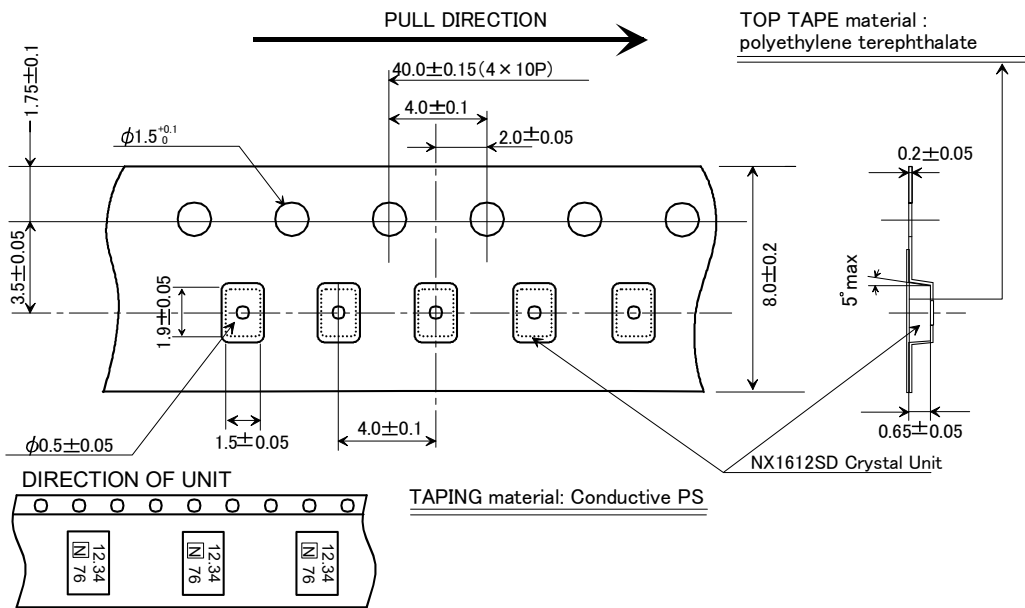 PULL DIRECTION
TOP TAPE material :
polyethylene terephthalate
1.75±0.1
40.0±0.15(4×10P)
4.0±0.1
2.0±0.05
φ1.5 +0.1 0
0.2±0.05
3.5±0.05
8.0±0.2
5°max
1.9±0.05
φ0.5±0.05
1.5±0.05
4.0±0.1
0.65±0.05
NX1612SD Crystal Unit
DIRECTION OF UNIT
TAPING material: Conductive PS
12.34
N 76
12.34
N 76
12.34
N 76